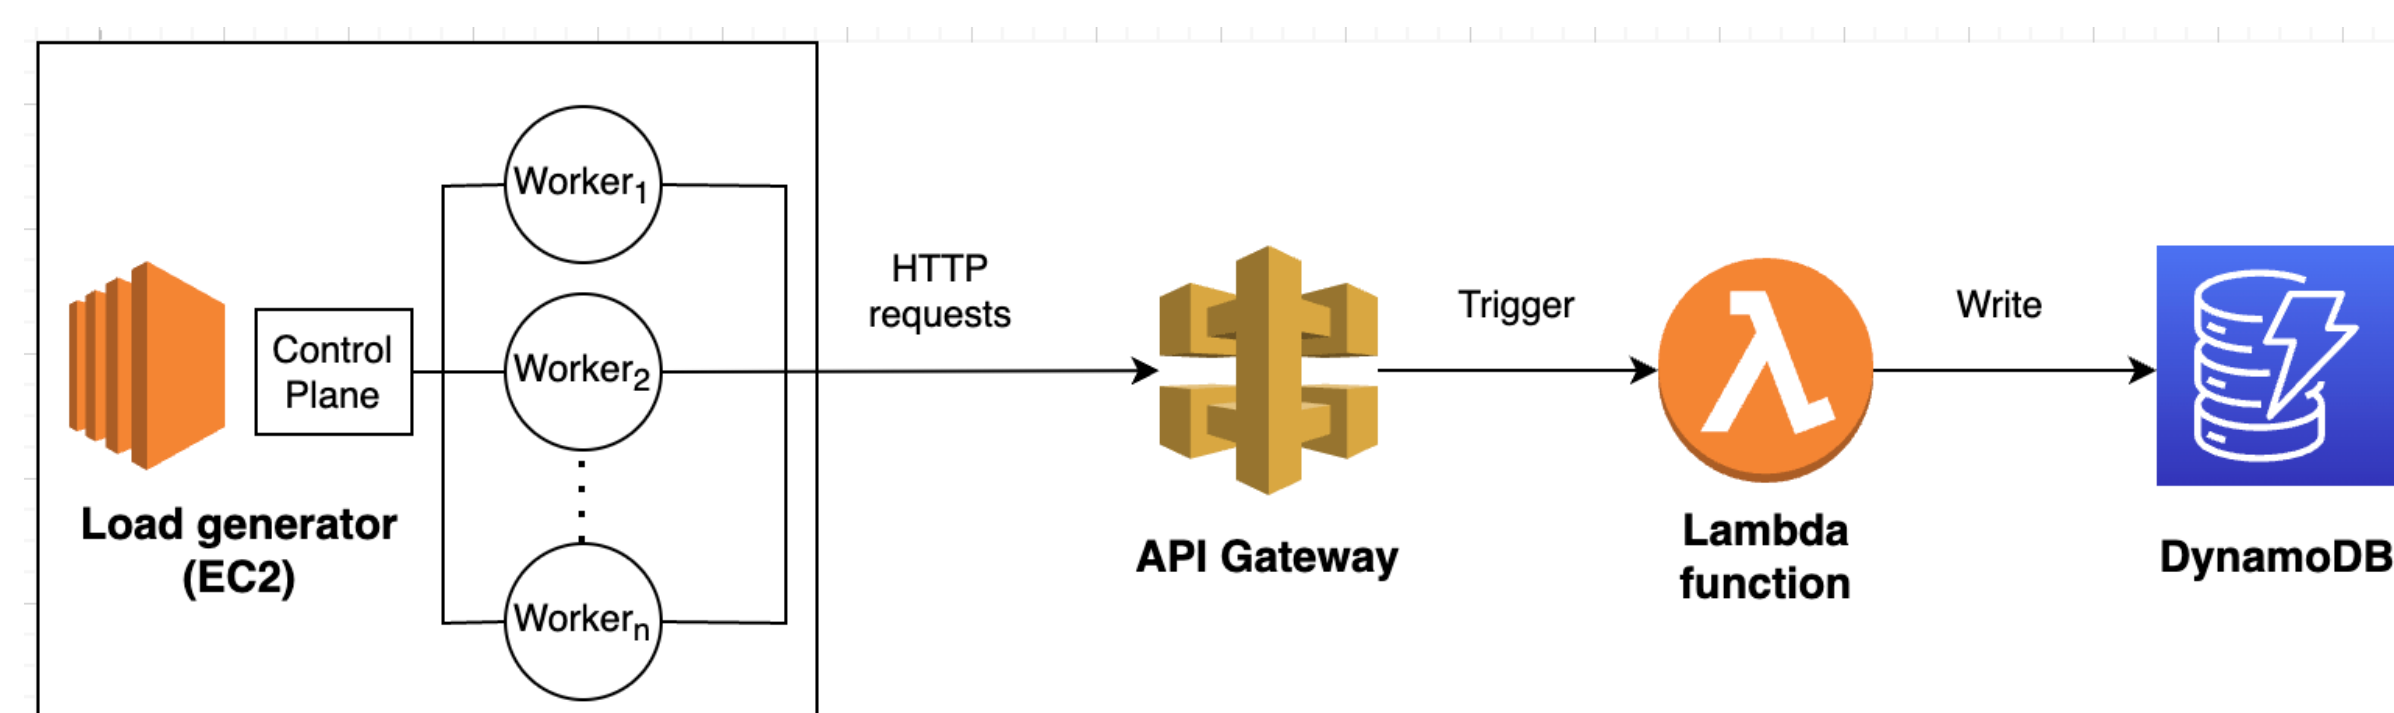 Worker1
Control
Plane
Worker2
Workern
Load generator
(EC2)
HTTP
requests
API Gateway
Trigger
λ
Lambda
function
Write
DynamoDB